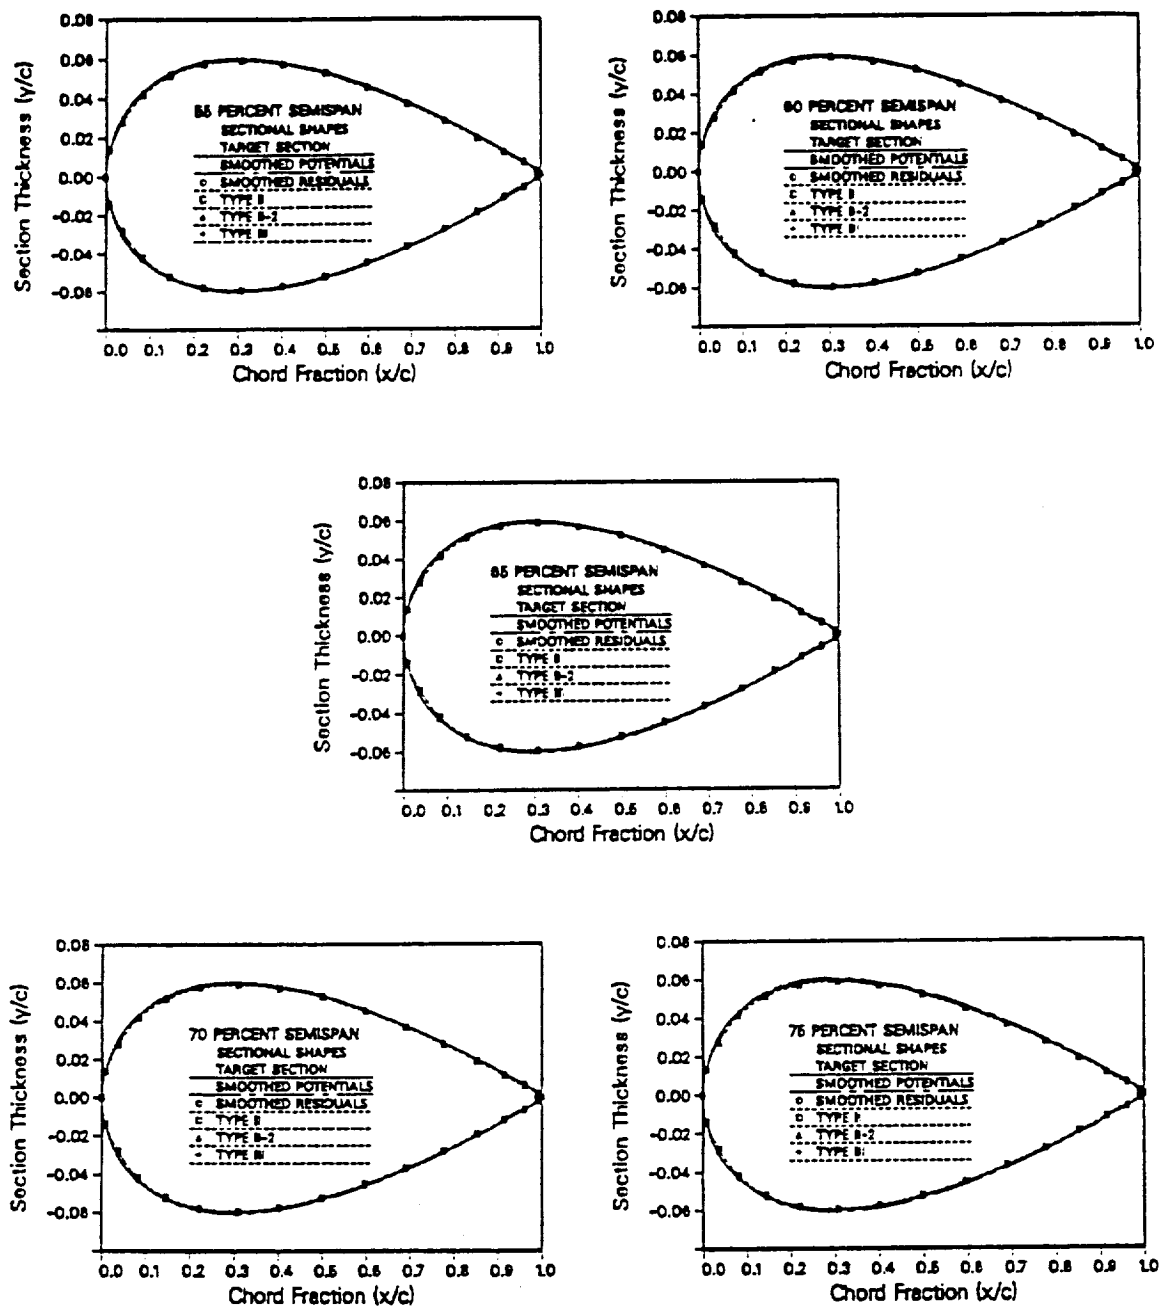 0.08
0.06
0.04
0.02
0.00
-0.02
-0.04
-0.06
Section Thickness (y/c)
55 PERCENT SEMISPAN
SECTIONAL SHAPES
TARGET SECTION
SMOOTHED POTENTIALS
SMOOTHED RESIDUALS
TYPE II
TYPE II-2
TYPE III
0.0 0.1 0.2 0.3 0.4 0.5 0.6 0.7 0.8 0.9 1.0
Chord Fraction (x/c)
0.08
0.06
0.04
0.02
0.00
-0.02
-0.04
-0.06
Section Thickness (y/c)
60 PERCENT SEMISPAN
SECTIONAL SHAPES
TARGET SECTION
SMOOTHED POTENTIALS
SMOOTHED RESIDUALS
TYPE II
TYPE II-2
TYPE III
0.0 0.1 0.2 0.3 0.4 0.5 0.6 0.7 0.8 0.9 1.0
Chord Fraction (x/c)
0.08
0.06
0.04
0.02
0.00
-0.02
-0.04
-0.06
Section Thickness (y/c)
65 PERCENT SEMISPAN
SECTIONAL SHAPES
TARGET SECTION
SMOOTHED POTENTIALS
SMOOTHED RESIDUALS
TYPE II
TYPE II-2
TYPE III
0.0 0.1 0.2 0.3 0.4 0.5 0.6 0.7 0.8 0.9 1.0
Chord Fraction (x/c)
0.08
0.06
0.04
0.02
0.00
-0.02
-0.04
-0.06
Section Thickness (y/c)
70 PERCENT SEMISPAN
SECTIONAL SHAPES
TARGET SECTION
SMOOTHED POTENTIALS
SMOOTHED RESIDUALS
TYPE II
TYPE II-2
TYPE III
0.0 0.1 0.2 0.3 0.4 0.5 0.6 0.7 0.8 0.9 1.0
Chord Fraction (x/c)
0.08
0.06
0.04
0.02
0.00
-0.02
-0.04
-0.06
Section Thickness (y/c)
75 PERCENT SEMISPAN
SECTIONAL SHAPES
TARGET SECTION
SMOOTHED POTENTIALS
SMOOTHED RESIDUALS
TYPE II
TYPE II-2
TYPE III
0.0 0.1 0.2 0.3 0.4 0.5 0.6 0.7 0.8 0.9 1.0
Chord Fraction (x/c)